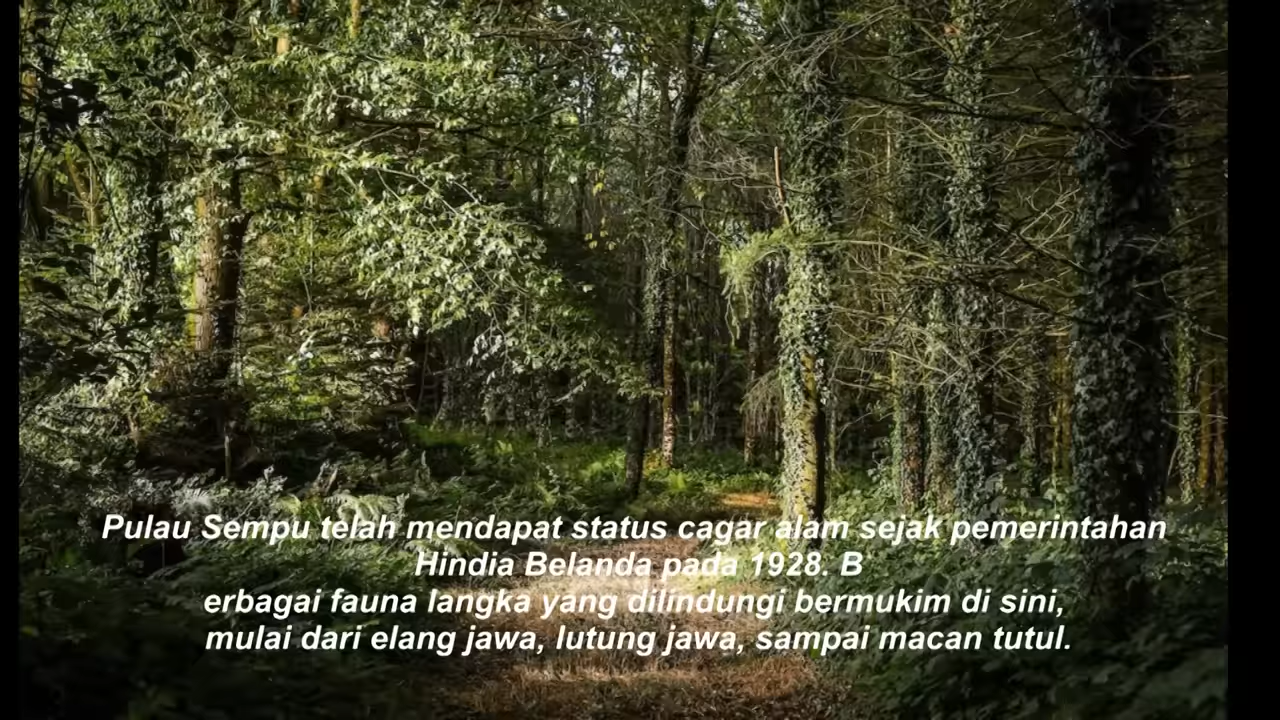 Pulau Sempu telah mendapat status cagar alam sejak pemerintahan
Hindia Belanda pada 1928. B
erbagai fauna langka yang dilindungi bermukim di sini,
mulai dari elang jawa, lutung jawa, sampai macan tutul.